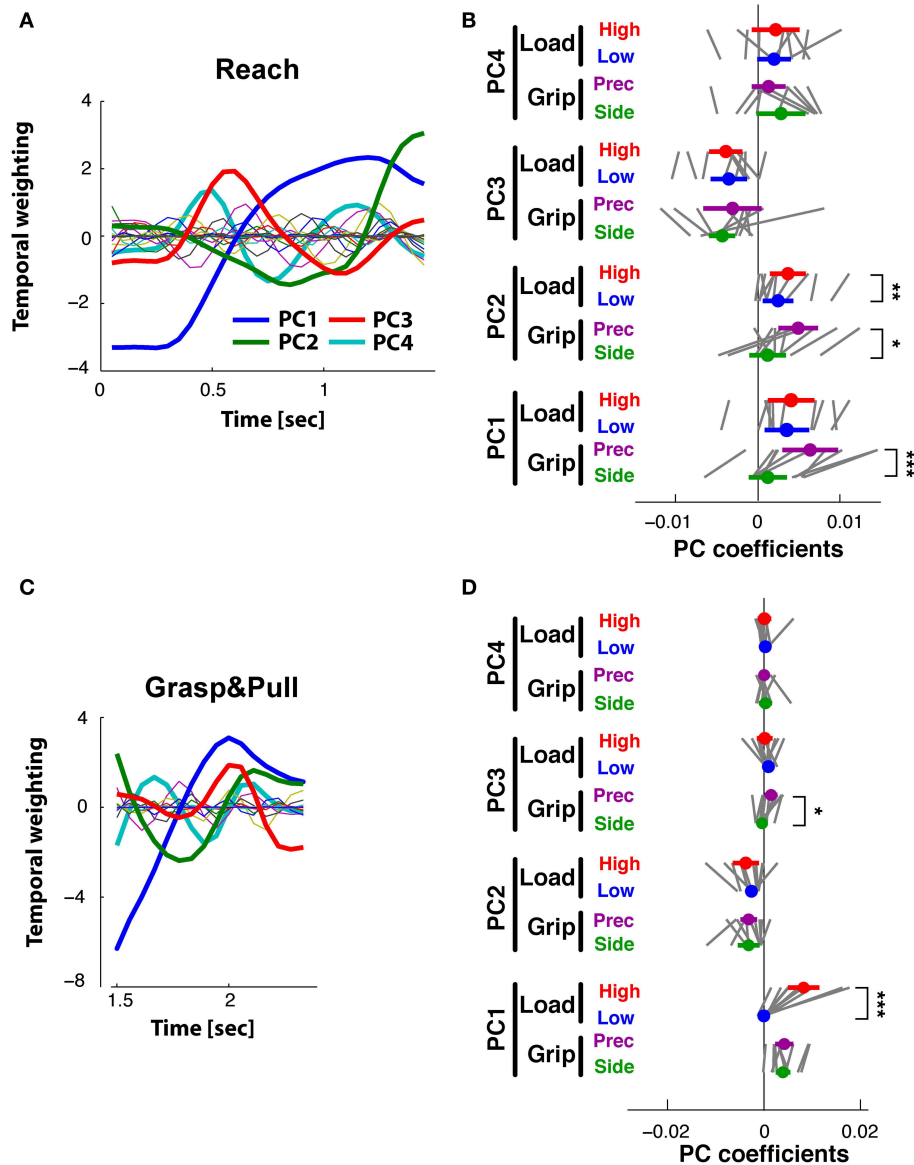 A
Reach
Temporal weighting
4
2
0
−2
−4
PC1
PC3
PC2
PC4
0
0.5
1
Time [sec]
B
PC4
Load
High
Low
Grip
Prec
Side
PC3
Load
High
Low
Grip
Prec
Side
PC2
Load
High
Low
**
Grip
Prec
Side
*
PC1
Load
High
Low
Grip
Prec
Side
***
−0.01
0
0.01
PC coefficients
C
Grasp&Pull
Temporal weighting
4
0
−4
−8
1.5
2
Time [sec]
D
PC4
Load
High
Low
Grip
Prec
Side
PC3
Load
High
Low
Grip
Prec
Side
*
PC2
Load
High
Low
Grip
Prec
Side
PC1
Load
High
Low
***
Grip
Prec
Side
−0.02
0
0.02
PC coefficients